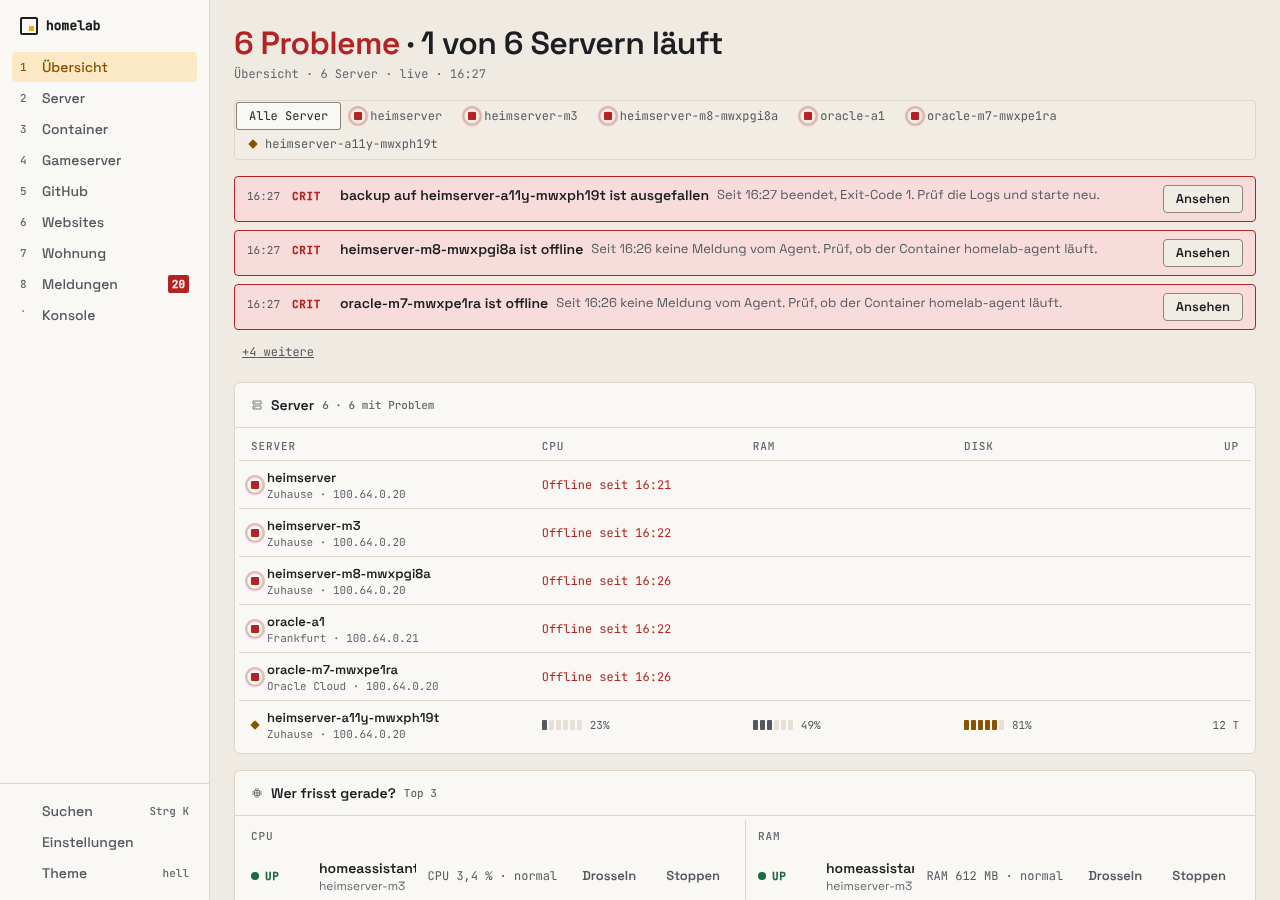 homelab
1 Übersicht
2 Server
3 Container
4 Gameserver
5 GitHub
6 Websites
7 Wohnung
8 Meldungen 20
` Konsole
Suchen Strg K
Einstellungen
Theme hell
6 Probleme · 1 von 6 Servern läuft
Übersicht · 6 Server · live · 16:27
Alle Server heimserver heimserver-m3 heimserver-m8-mwxpgi8a oracle-a1 oracle-m7-mwxpe1ra
heimserver-a11y-mwxph19t
16:27 CRIT backup auf heimserver-a11y-mwxph19t ist ausgefallen Seit 16:27 beendet, Exit-Code 1. Prüf die Logs und starte neu. Ansehen
16:27 CRIT heimserver-m8-mwxpgi8a ist offline Seit 16:26 keine Meldung vom Agent. Prüf, ob der Container homelab-agent läuft. Ansehen
16:27 CRIT oracle-m7-mwxpe1ra ist offline Seit 16:26 keine Meldung vom Agent. Prüf, ob der Container homelab-agent läuft. Ansehen
+4 weitere
Server 6 · 6 mit Problem
SERVER CPU RAM DISK UP
heimserver
Zuhause · 100.64.0.20
Offline seit 16:21
heimserver-m3
Zuhause · 100.64.0.20
Offline seit 16:22
heimserver-m8-mwxpgi8a
Zuhause · 100.64.0.20
Offline seit 16:26
oracle-a1
Frankfurt · 100.64.0.21
Offline seit 16:22
oracle-m7-mwxpe1ra
Oracle Cloud · 100.64.0.20
Offline seit 16:26
heimserver-a11y-mwxph19t
Zuhause · 100.64.0.20
23% 49% 81% 12 T
Wer frisst gerade? Top 3
CPU
UP homeassistant CPU 3,4 % · normal Drosseln Stoppen
heimserver-m3
RAM
UP homeassistan RAM 612 MB · normal Drosseln Stoppen
heimserver-m3